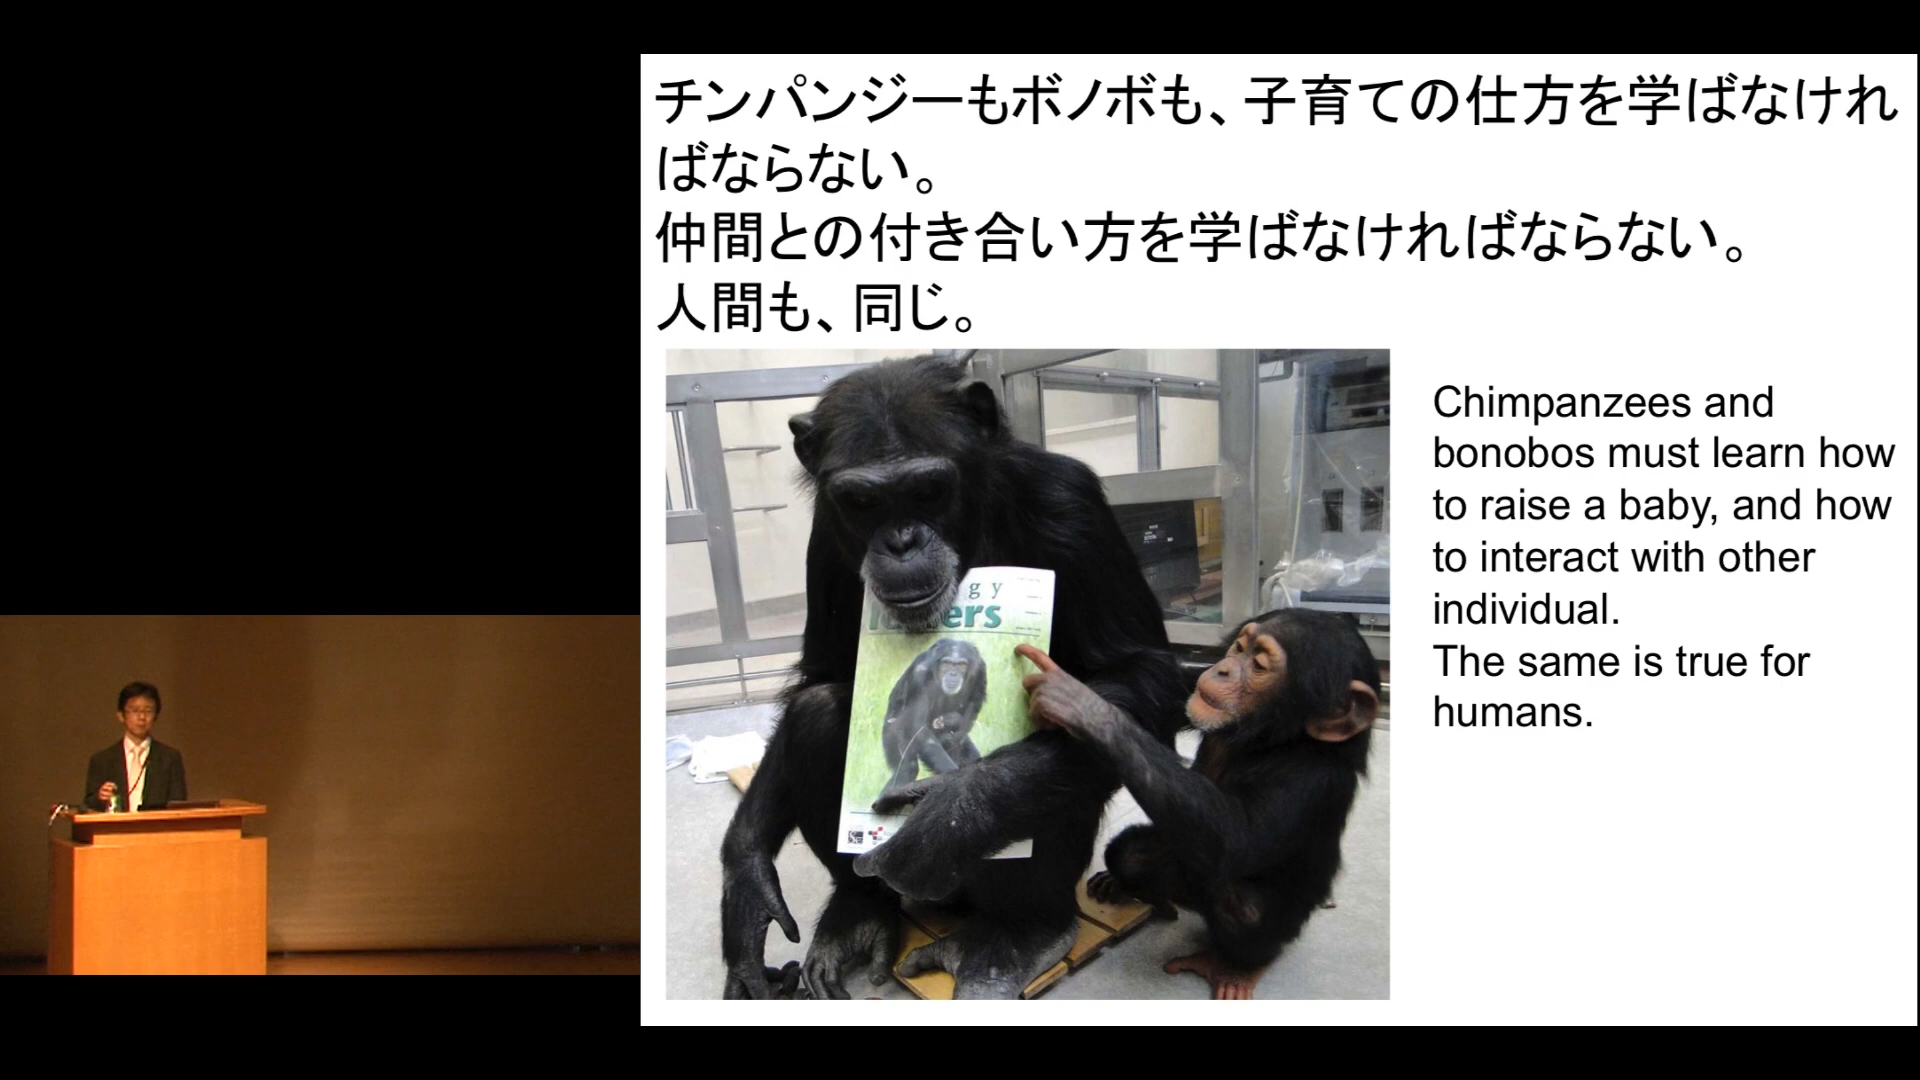 チンパンジーもボノボも、子育ての仕方を学ばなけれ
ばならない。
仲間との付き合い方を学ばなければならない。
人間も、同じ。
Chimpanzees and
bonobos must learn how
to raise a baby, and how
to interact with other
individual.
The same is true for
humans.
gy
ers